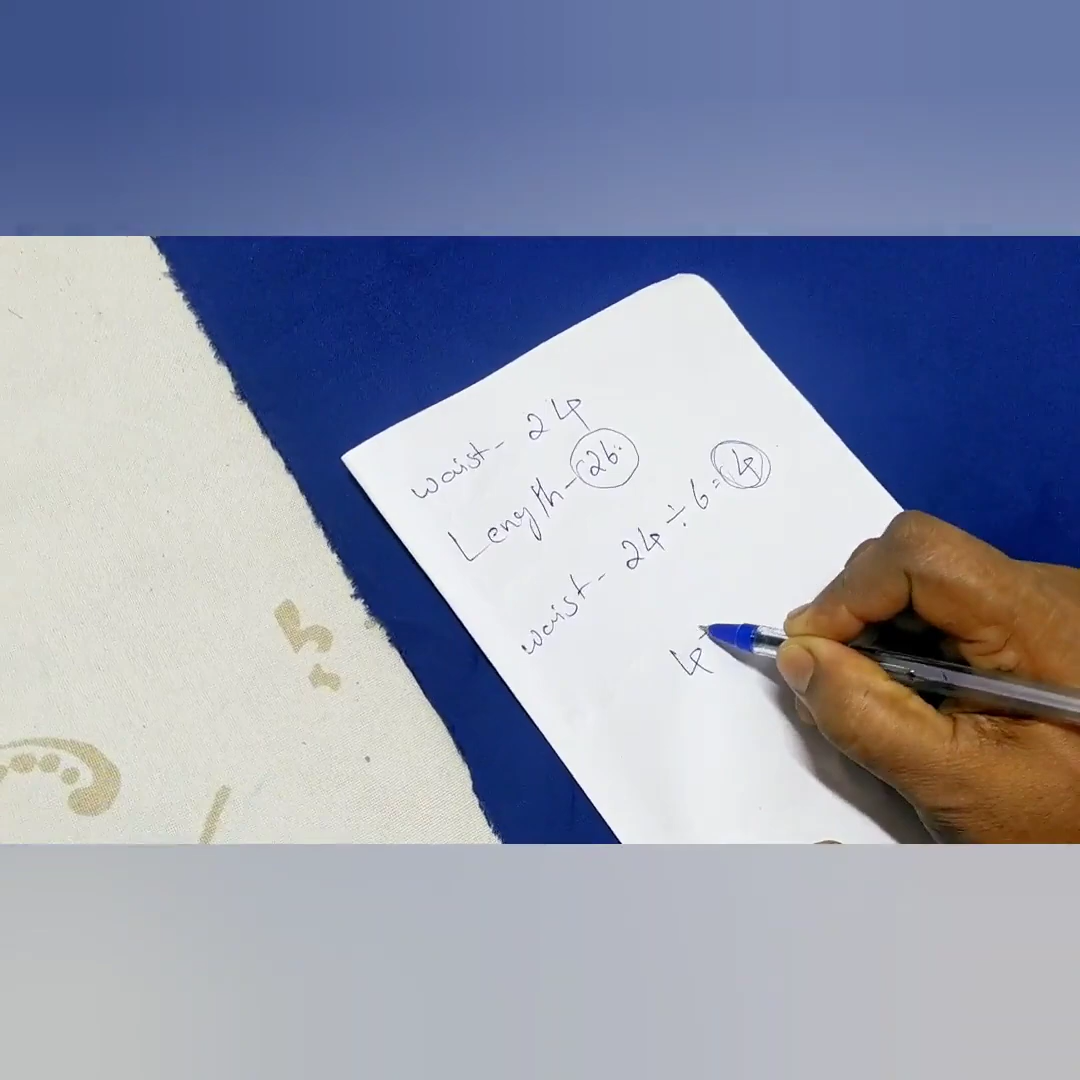 waist - 24
Length - 26.
waist - 24 ÷ 6 = 4
4